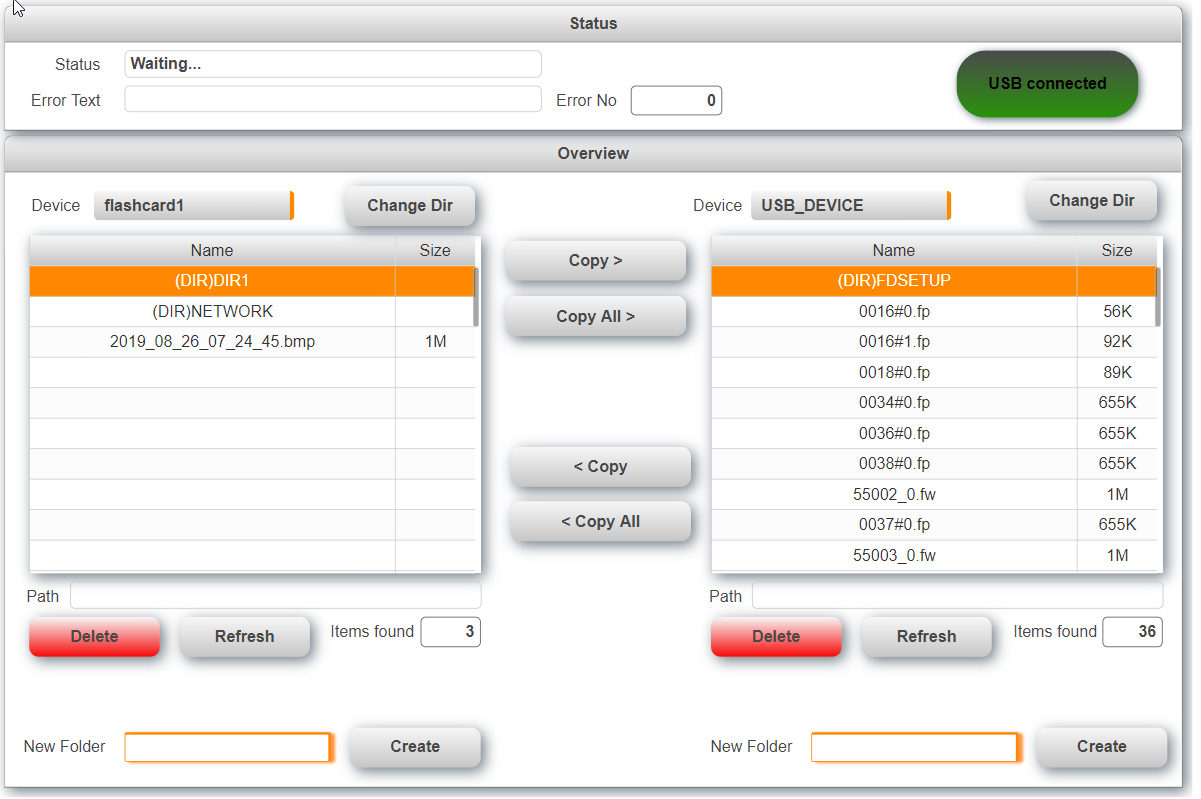 Status
Status Waiting...
Error Text Error No 0
USB connected
Overview
Device flashcard1 Change Dir
Name Size
(DIR)DIR1
(DIR)NETWORK
2019_08_26_07_24_45.bmp 1M
Path
Delete Refresh Items found 3
New Folder Create
Copy >
Copy All >
< Copy
< Copy All
Device USB_DEVICE Change Dir
Name Size
(DIR)FDSETUP
0016#0.fp 56K
0016#1.fp 92K
0018#0.fp 89K
0034#0.fp 655K
0036#0.fp 655K
0038#0.fp 655K
55002_0.fw 1M
0037#0.fp 655K
55003_0.fw 1M
Path
Delete Refresh Items found 36
New Folder Create